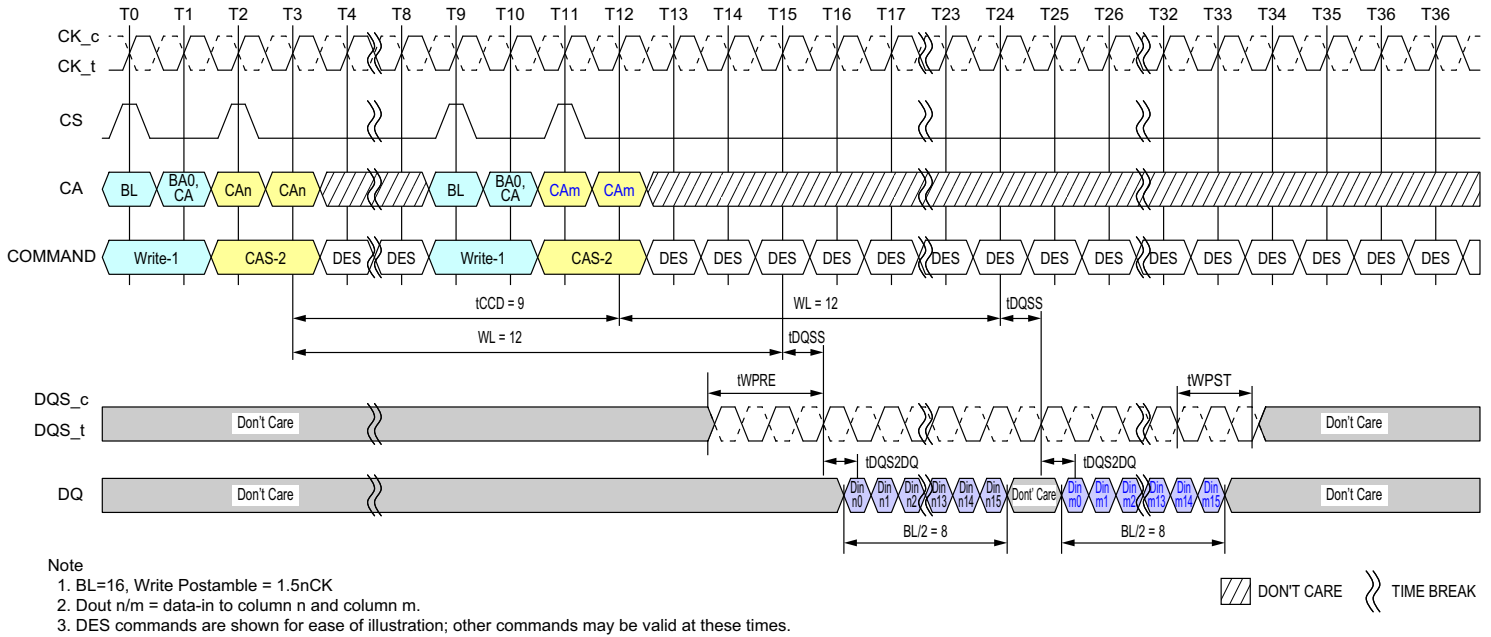 T0 T1 T2 T3 T4 T8 T9 T10 T11 T12 T13 T14 T15 T16 T17 T23 T24 T25 T26 T32 T33 T34 T35 T36 T36
CK_c
CK_t
CS
CA BL BA0, CA CAn CAn BL BA0, CA CAm CAm
COMMAND Write-1 CAS-2 DES DES Write-1 CAS-2 DES DES DES DES DES DES DES DES DES DES DES DES DES DES DES
tCCD = 9 WL = 12 tDQSS
WL = 12 tDQSS
tWPRE tWPST
DQS_c
DQS_t Don't Care Don't Care
tDQS2DQ tDQS2DQ
DQ Don't Care Din n0 Din n1 Din n2 Din n13 Din n14 Din n15 Dont' Care Din m0 Din m1 Din m2 Din m13 Din m14 Din m15 Don't Care
BL/2 = 8 BL/2 = 8
Note
1. BL=16, Write Postamble = 1.5nCK
2. Dout n/m = data-in to column n and column m.
3. DES commands are shown for ease of illustration; other commands may be valid at these times.
DON'T CARE TIME BREAK